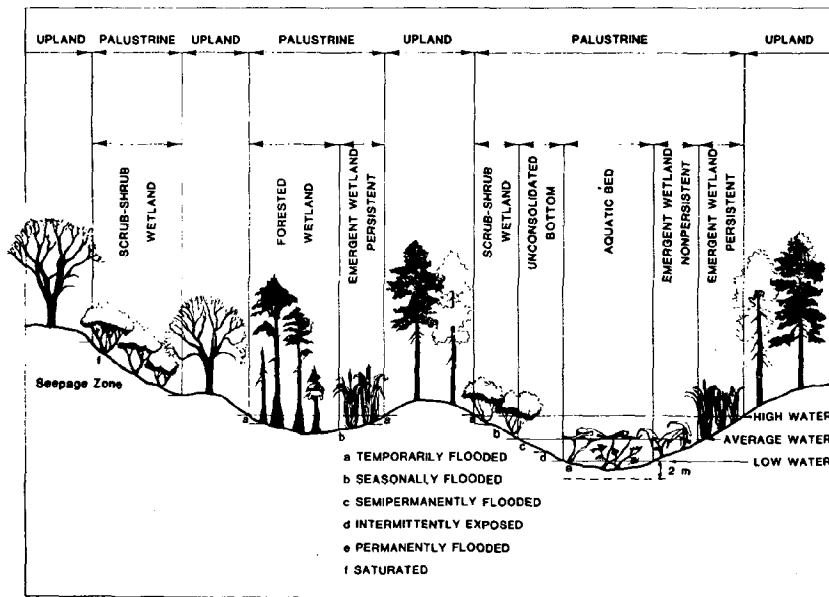 UPLAND PALUSTRINE UPLAND PALUSTRINE UPLAND PALUSTRINE UPLAND
SCRUB-SHRUB
WETLAND
FORESTED
WETLAND
EMERGENT WETLAND
PERSISTENT
SCRUB-SHRUB
WETLAND
UNCONSOLIDATED
BOTTOM
AQUATIC BED
EMERGENT WETLAND
NONPERSISTENT
EMERGENT WETLAND
PERSISTENT
f
Seepage Zone
a b a
a b c d a
HIGH WATER
AVERAGE WATER
LOW WATER
2 m
a TEMPORARILY FLOODED
b SEASONALLY FLOODED
c SEMIPERMANENTLY FLOODED
d INTERMITTENTLY EXPOSED
e PERMANENTLY FLOODED
f SATURATED